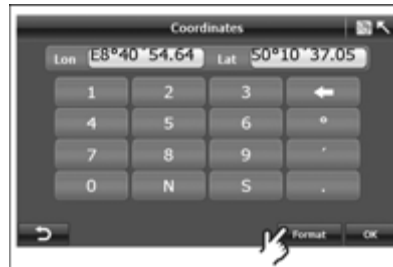 Coordinates
Lon E8°40´54.64 Lat 50°10´37.05
1 2 3
4 5 6 °
7 8 9 ´
0 N S .
Format OK